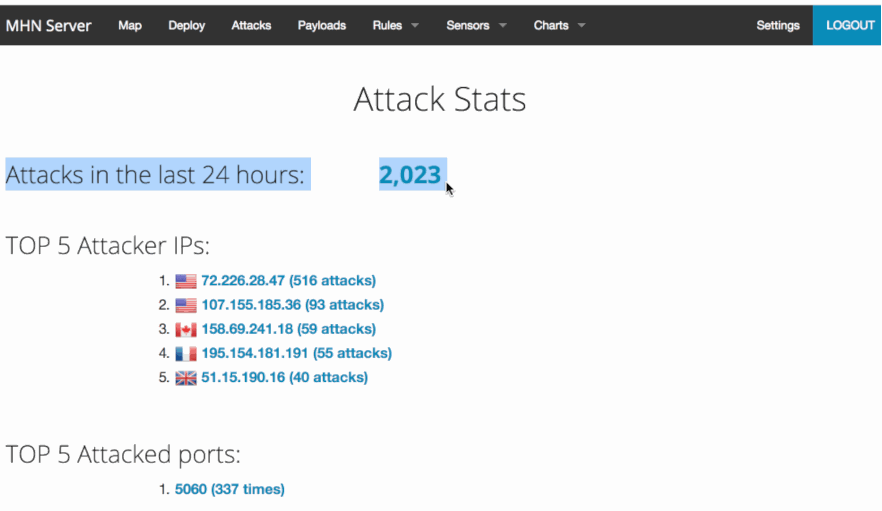 MHN Server Map Deploy Attacks Payloads Rules Sensors Charts Settings LOGOUT
Attack Stats
Attacks in the last 24 hours: 2,023
TOP 5 Attacker IPs:
1. 72.226.28.47 (516 attacks)
2. 107.155.185.36 (93 attacks)
3. 158.69.241.18 (59 attacks)
4. 195.154.181.191 (55 attacks)
5. 51.15.190.16 (40 attacks)
TOP 5 Attacked ports:
1. 5060 (337 times)